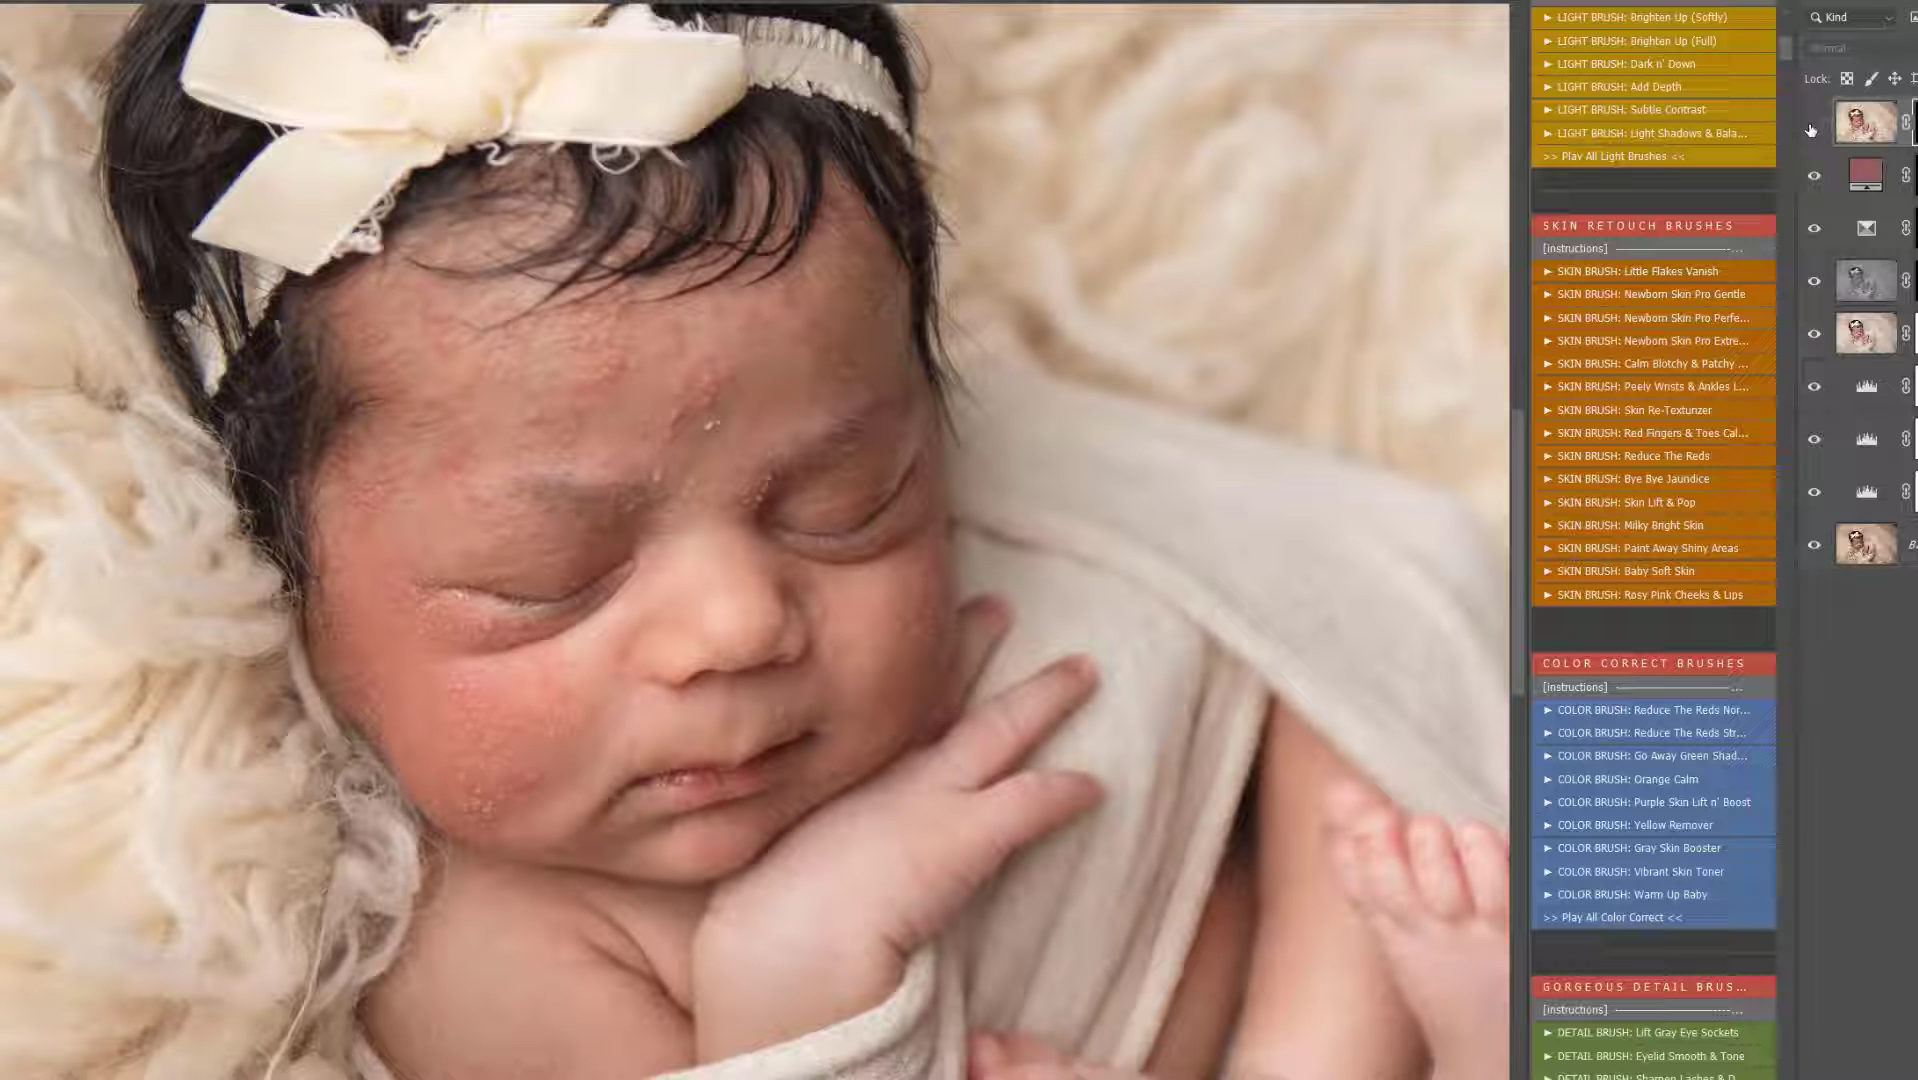 LIGHT BRUSH: Brighten Up (Softly)
LIGHT BRUSH: Brighten Up (Full)
LIGHT BRUSH: Dark n' Down
LIGHT BRUSH: Add Depth
LIGHT BRUSH: Subtle Contrast
LIGHT BRUSH: Light Shadows & Bala...
>> Play All Light Brushes <<
SKIN RETOUCH BRUSHES
[instructions] ----------------------...
SKIN BRUSH: Little Flakes Vanish
SKIN BRUSH: Newborn Skin Pro Gentle
SKIN BRUSH: Newborn Skin Pro Perfe...
SKIN BRUSH: Newborn Skin Pro Extre...
SKIN BRUSH: Calm Blotchy & Patchy ...
SKIN BRUSH: Peely Wrists & Ankles L...
SKIN BRUSH: Skin Re-Texturizer
SKIN BRUSH: Red Fingers & Toes Cal...
SKIN BRUSH: Reduce The Reds
SKIN BRUSH: Bye Bye Jaundice
SKIN BRUSH: Skin Lift & Pop
SKIN BRUSH: Milky Bright Skin
SKIN BRUSH: Paint Away Shiny Areas
SKIN BRUSH: Baby Soft Skin
SKIN BRUSH: Rosy Pink Cheeks & Lips
COLOR CORRECT BRUSHES
[instructions] ----------------------...
COLOR BRUSH: Reduce The Reds Nor...
COLOR BRUSH: Reduce The Reds Str...
COLOR BRUSH: Go Away Green Shad...
COLOR BRUSH: Orange Calm
COLOR BRUSH: Purple Skin Lift n' Boost
COLOR BRUSH: Yellow Remover
COLOR BRUSH: Gray Skin Booster
COLOR BRUSH: Vibrant Skin Toner
COLOR BRUSH: Warm Up Baby
>> Play All Color Correct <<
GORGEOUS DETAIL BRUS...
[instructions] ----------------------...
DETAIL BRUSH: Lift Gray Eye Sockets
DETAIL BRUSH: Eyelid Smooth & Tone
DETAIL BRUSH: Sharpen Lashes &
Kind
Normal
Lock: